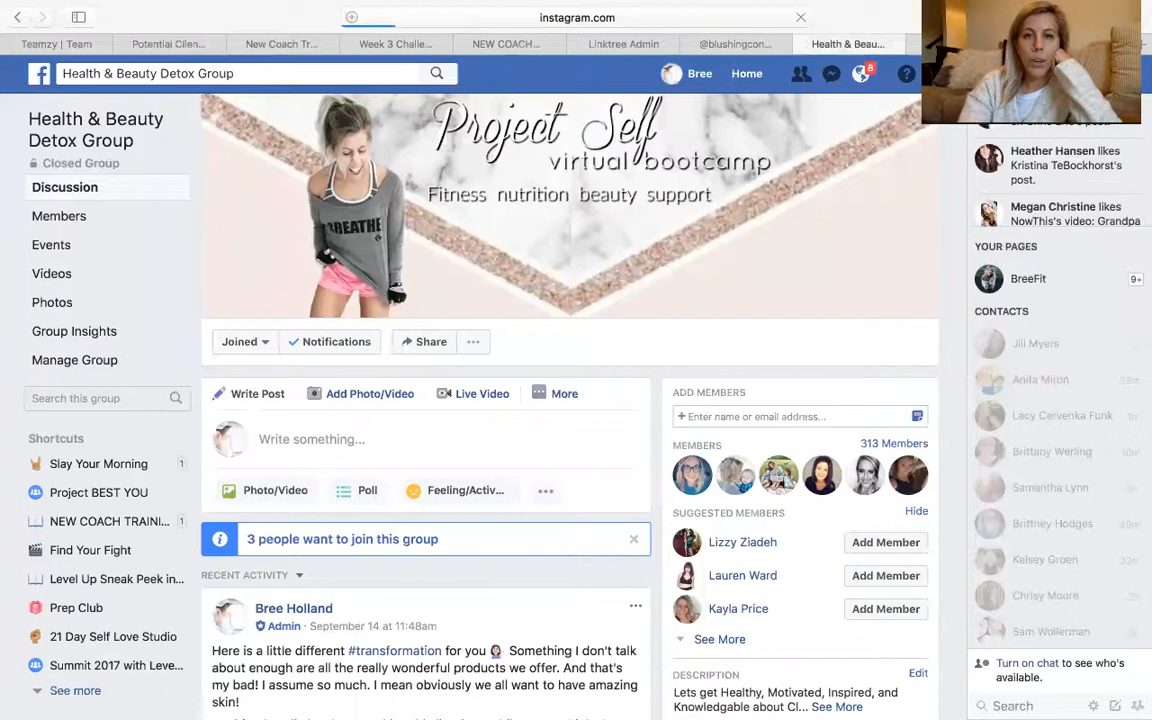 instagram.com
Teamzy | Team
Potential Clien...
New Coach Tr...
Week 3 Challe...
NEW COACH...
Linktree Admin
@blushingcon...
Health & Beau...
Health & Beauty Detox Group
Bree
Home
8
?
Health & Beauty
Detox Group
Closed Group
Discussion
Members
Events
Videos
Photos
Group Insights
Manage Group
Search this group
Shortcuts
Slay Your Morning 1
Project BEST YOU
NEW COACH TRAINI... 1
Find Your Fight
Level Up Sneak Peek in...
Prep Club
21 Day Self Love Studio
Summit 2017 with Leve...
See more
Project Self
virtual bootcamp
Fitness nutrition beauty support
BREATHE
Joined
Notifications
Share
Write Post
Add Photo/Video
Live Video
More
Write something...
Photo/Video
Poll
Feeling/Activ...
3 people want to join this group
RECENT ACTIVITY
Bree Holland
Admin · September 14 at 11:48am
Here is a little different #transformation for you 🤷🏻‍♀️ Something I don't talk
about enough are all the really wonderful products we offer. And that's
my bad! I assume so much. I mean obviously we all want to have amazing
skin!
ADD MEMBERS
+ Enter name or email address...
MEMBERS
313 Members
SUGGESTED MEMBERS
Hide
Lizzy Ziadeh
Add Member
Lauren Ward
Add Member
Kayla Price
Add Member
See More
DESCRIPTION
Edit
Lets get Healthy, Motivated, Inspired, and
Knowledgable about Cl... See More
Heather Hansen likes
Kristina TeBockhorst's
post.
Megan Christine likes
NowThis's video: Grandpa
YOUR PAGES
BreeFit
9+
CONTACTS
Jill Myers
Anita Miron
Lacy Cervenka Funk
Brittany Werling
Samantha Lynn
Brittney Hodges
Kelsey Groen
Chrisy Moore
Sam Wollerman
Turn on chat to see who's
available.
Search